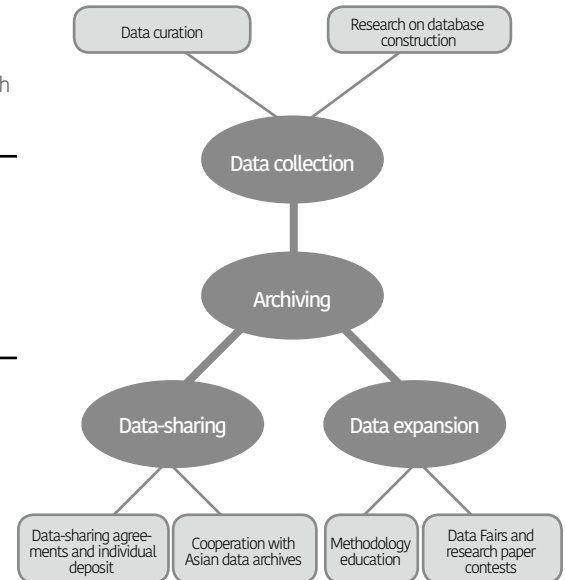 Data curation
Research on database
construction
h
Data collection
Archiving
Data-sharing
Data expansion
Data-sharing agree-
ments and individual
deposit
Cooperation with
Asian data archives
Methodology
education
Data Fairs and
research paper
contests